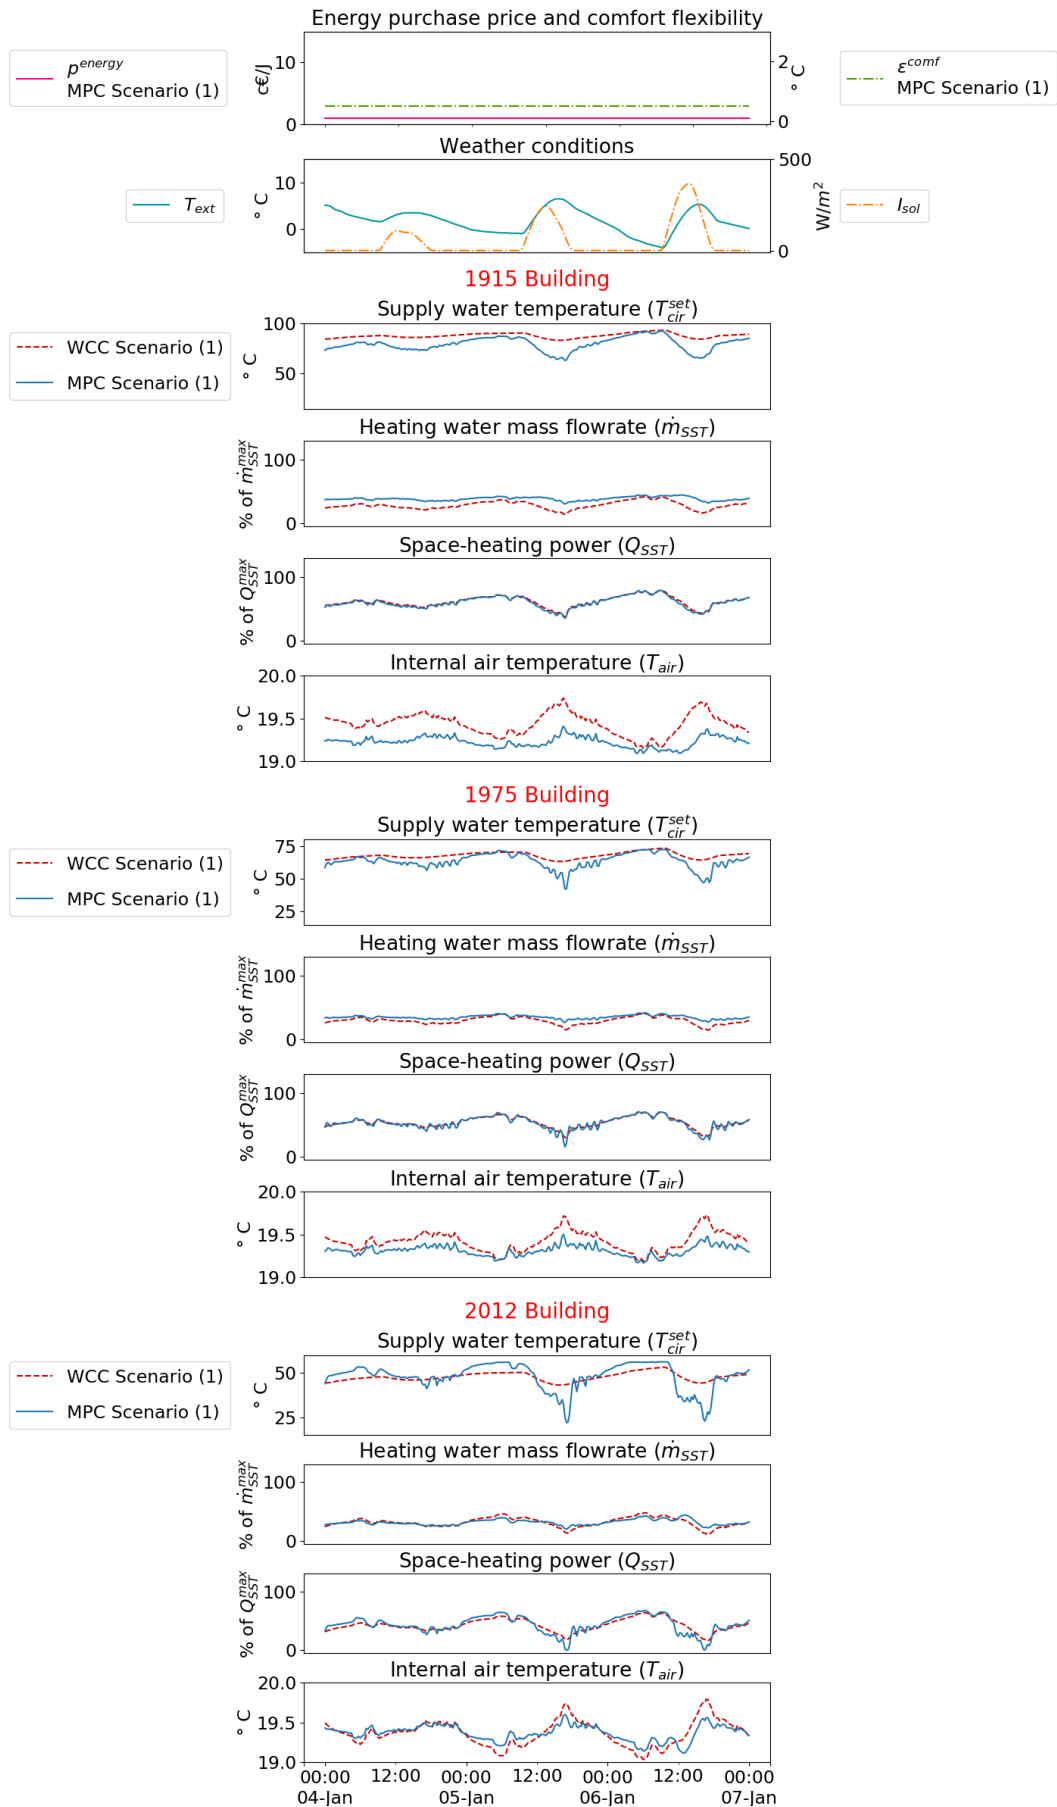 Energy purchase price and comfort flexibility
p^energy
MPC Scenario (1)
c€/J
10
0
2
0
° C
ε^comf
MPC Scenario (1)
Weather conditions
T_ext
° C
10
0
500
0
W/m²
I_sol
1915 Building
Supply water temperature (T_cir^set)
WCC Scenario (1)
MPC Scenario (1)
° C
100
50
Heating water mass flowrate (ṁ_SST)
% of ṁ_SST^max
100
0
Space-heating power (Q_SST)
% of Q_SST^max
100
0
Internal air temperature (T_air)
° C
20.0
19.5
19.0
1975 Building
Supply water temperature (T_cir^set)
WCC Scenario (1)
MPC Scenario (1)
° C
75
50
25
Heating water mass flowrate (ṁ_SST)
% of ṁ_SST^max
100
0
Space-heating power (Q_SST)
% of Q_SST^max
100
0
Internal air temperature (T_air)
° C
20.0
19.5
19.0
2012 Building
Supply water temperature (T_cir^set)
WCC Scenario (1)
MPC Scenario (1)
° C
50
25
Heating water mass flowrate (ṁ_SST)
% of ṁ_SST^max
100
0
Space-heating power (Q_SST)
% of Q_SST^max
100
0
Internal air temperature (T_air)
° C
20.0
19.5
19.0
00:00 12:00 00:00 12:00 00:00 12:00 00:00
04-Jan 05-Jan 06-Jan 07-Jan